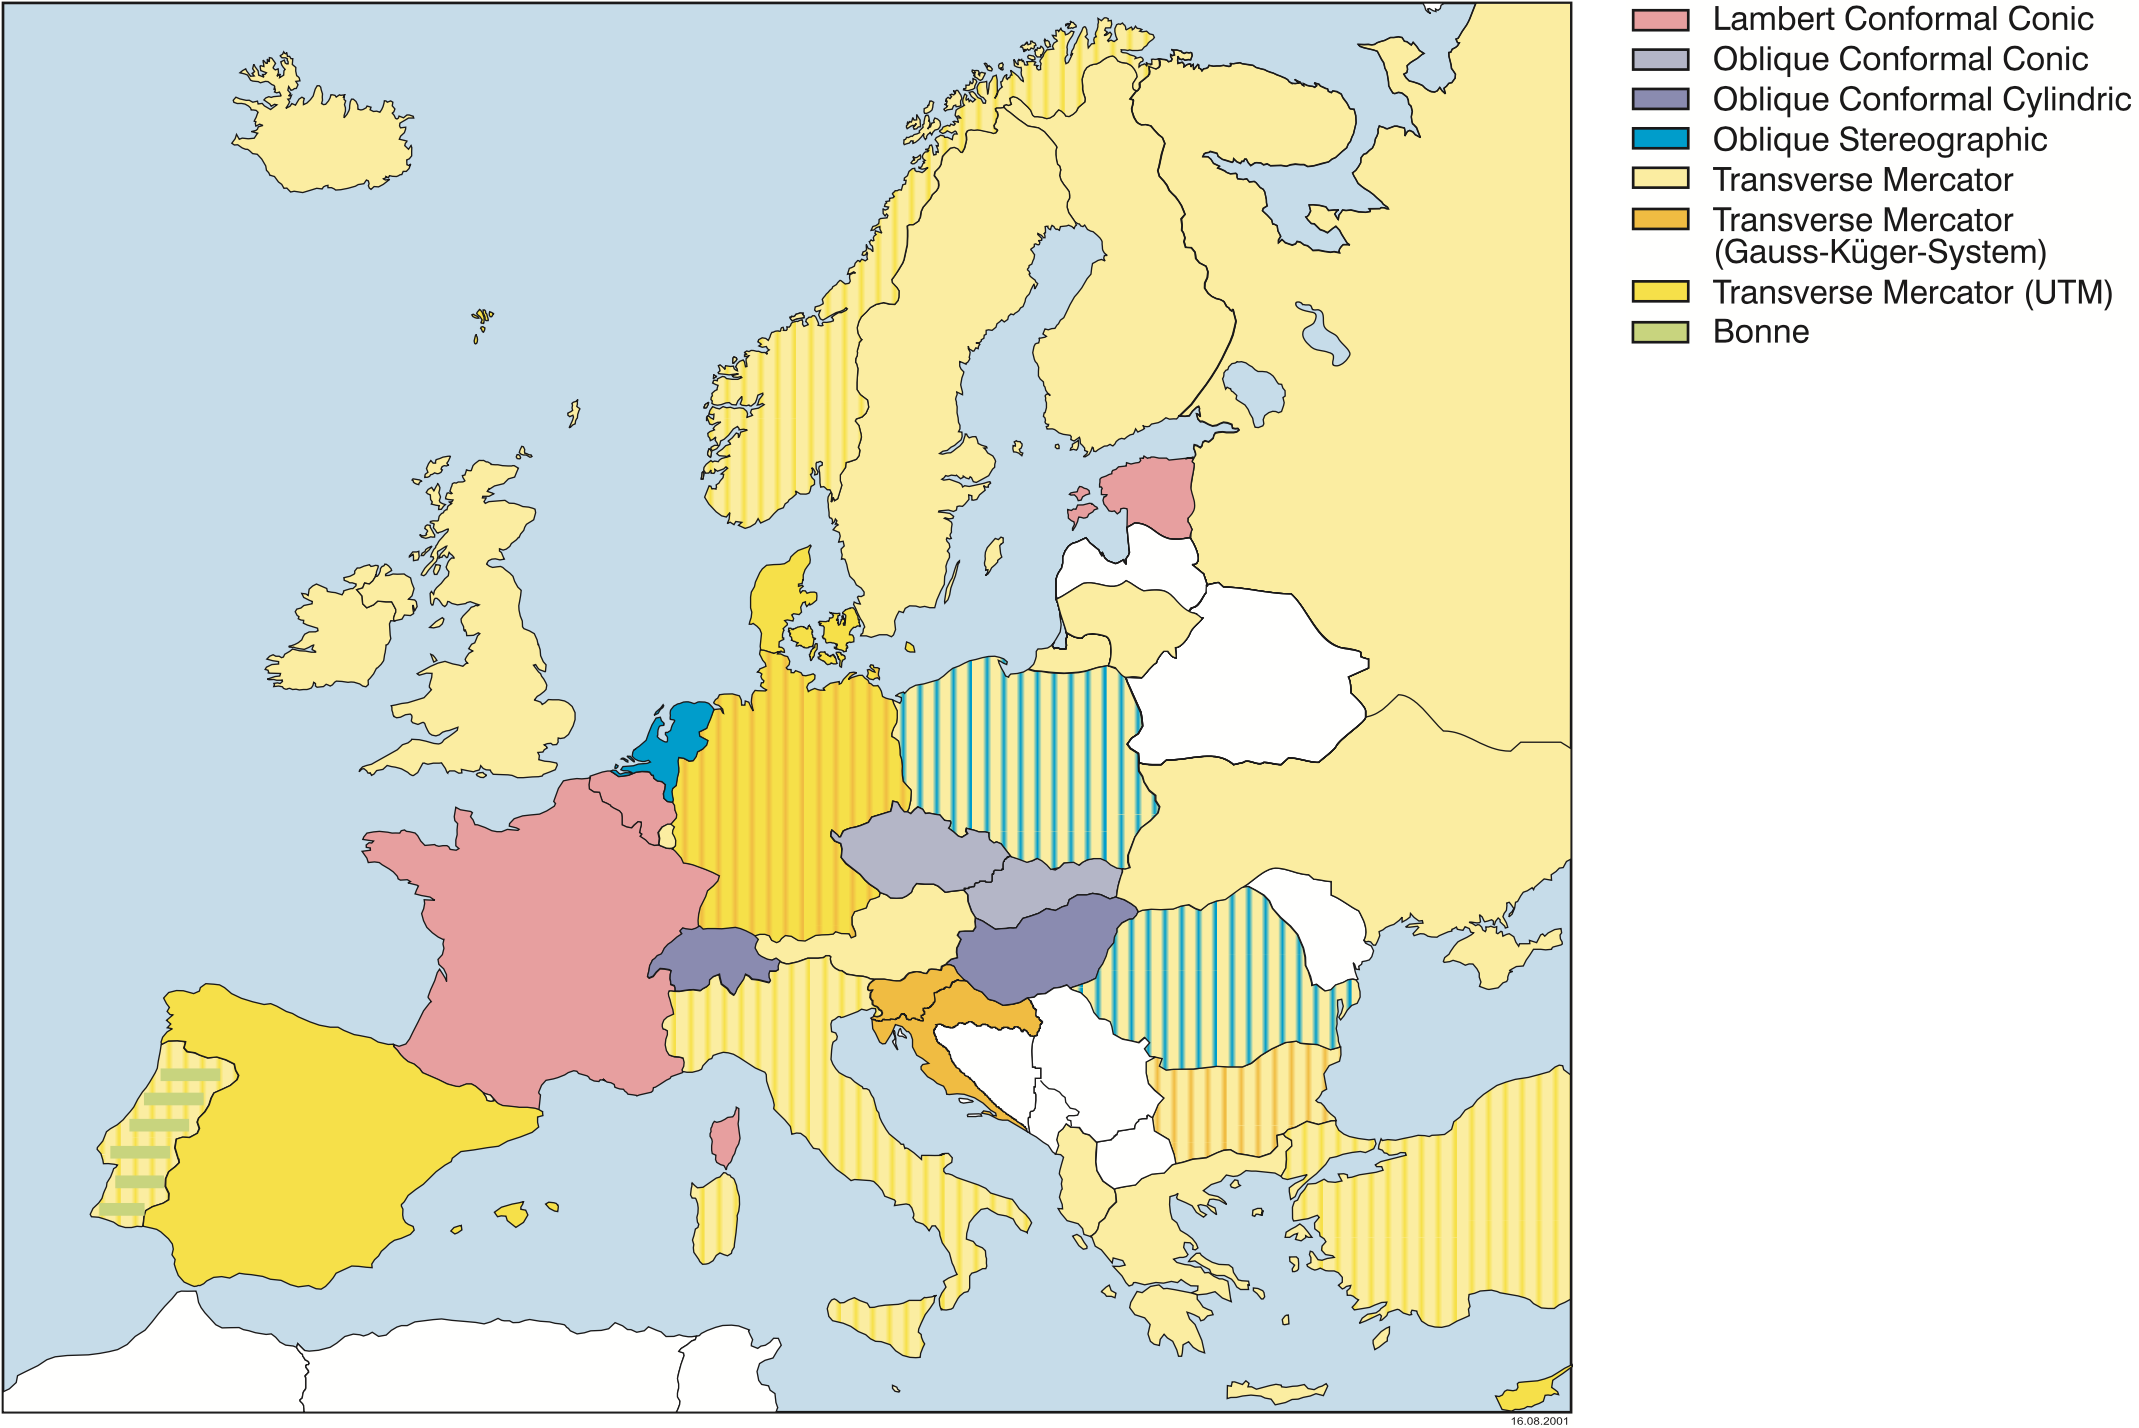 Lambert Conformal Conic
Oblique Conformal Conic
Oblique Conformal Cylindric
Oblique Stereographic
Transverse Mercator
Transverse Mercator
(Gauss-Küger-System)
Transverse Mercator (UTM)
Bonne
16.08.2001